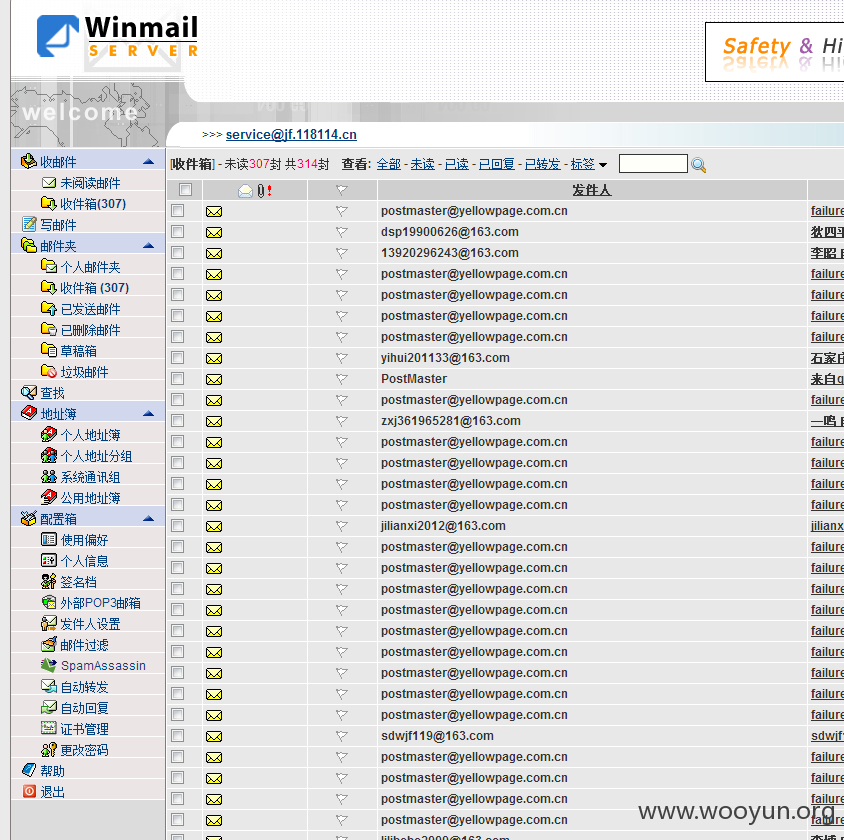 Winmail
SERVER
Safety & Hi
welcome
>>> service@jf.118114.cn
[收件箱] - 未读307封 共314封 查看: 全部 - 未读 - 已读 - 已回复 - 已转发 - 标签
发件人
收邮件
未阅读邮件
收件箱(307)
写邮件
邮件夹
个人邮件夹
收件箱 (307)
已发送邮件
已删除邮件
草稿箱
垃圾邮件
查找
地址簿
个人地址簿
个人地址分组
系统通讯组
公用地址簿
配置箱
使用偏好
个人信息
签名档
外部POP3邮箱
发件人设置
邮件过滤
SpamAssassin
自动转发
自动回复
证书管理
更改密码
帮助
退出
postmaster@yellowpage.com.cn failure
dsp19900626@163.com 狄四平
13920296243@163.com 李昭
postmaster@yellowpage.com.cn failure
postmaster@yellowpage.com.cn failure
postmaster@yellowpage.com.cn failure
postmaster@yellowpage.com.cn failure
yihui201133@163.com 石家庄
PostMaster 来自
postmaster@yellowpage.com.cn failure
zxj361965281@163.com 一鸣
postmaster@yellowpage.com.cn failure
postmaster@yellowpage.com.cn failure
postmaster@yellowpage.com.cn failure
postmaster@yellowpage.com.cn failure
jilianxi2012@163.com jilianx
postmaster@yellowpage.com.cn failure
postmaster@yellowpage.com.cn failure
postmaster@yellowpage.com.cn failure
postmaster@yellowpage.com.cn failure
postmaster@yellowpage.com.cn failure
postmaster@yellowpage.com.cn failure
postmaster@yellowpage.com.cn failure
postmaster@yellowpage.com.cn failure
postmaster@yellowpage.com.cn failure
sdwjf119@163.com sdwjf
postmaster@yellowpage.com.cn failure
postmaster@yellowpage.com.cn failure
postmaster@yellowpage.com.cn failure
postmaster@yellowpage.com.cn failure
www.wooyun.org